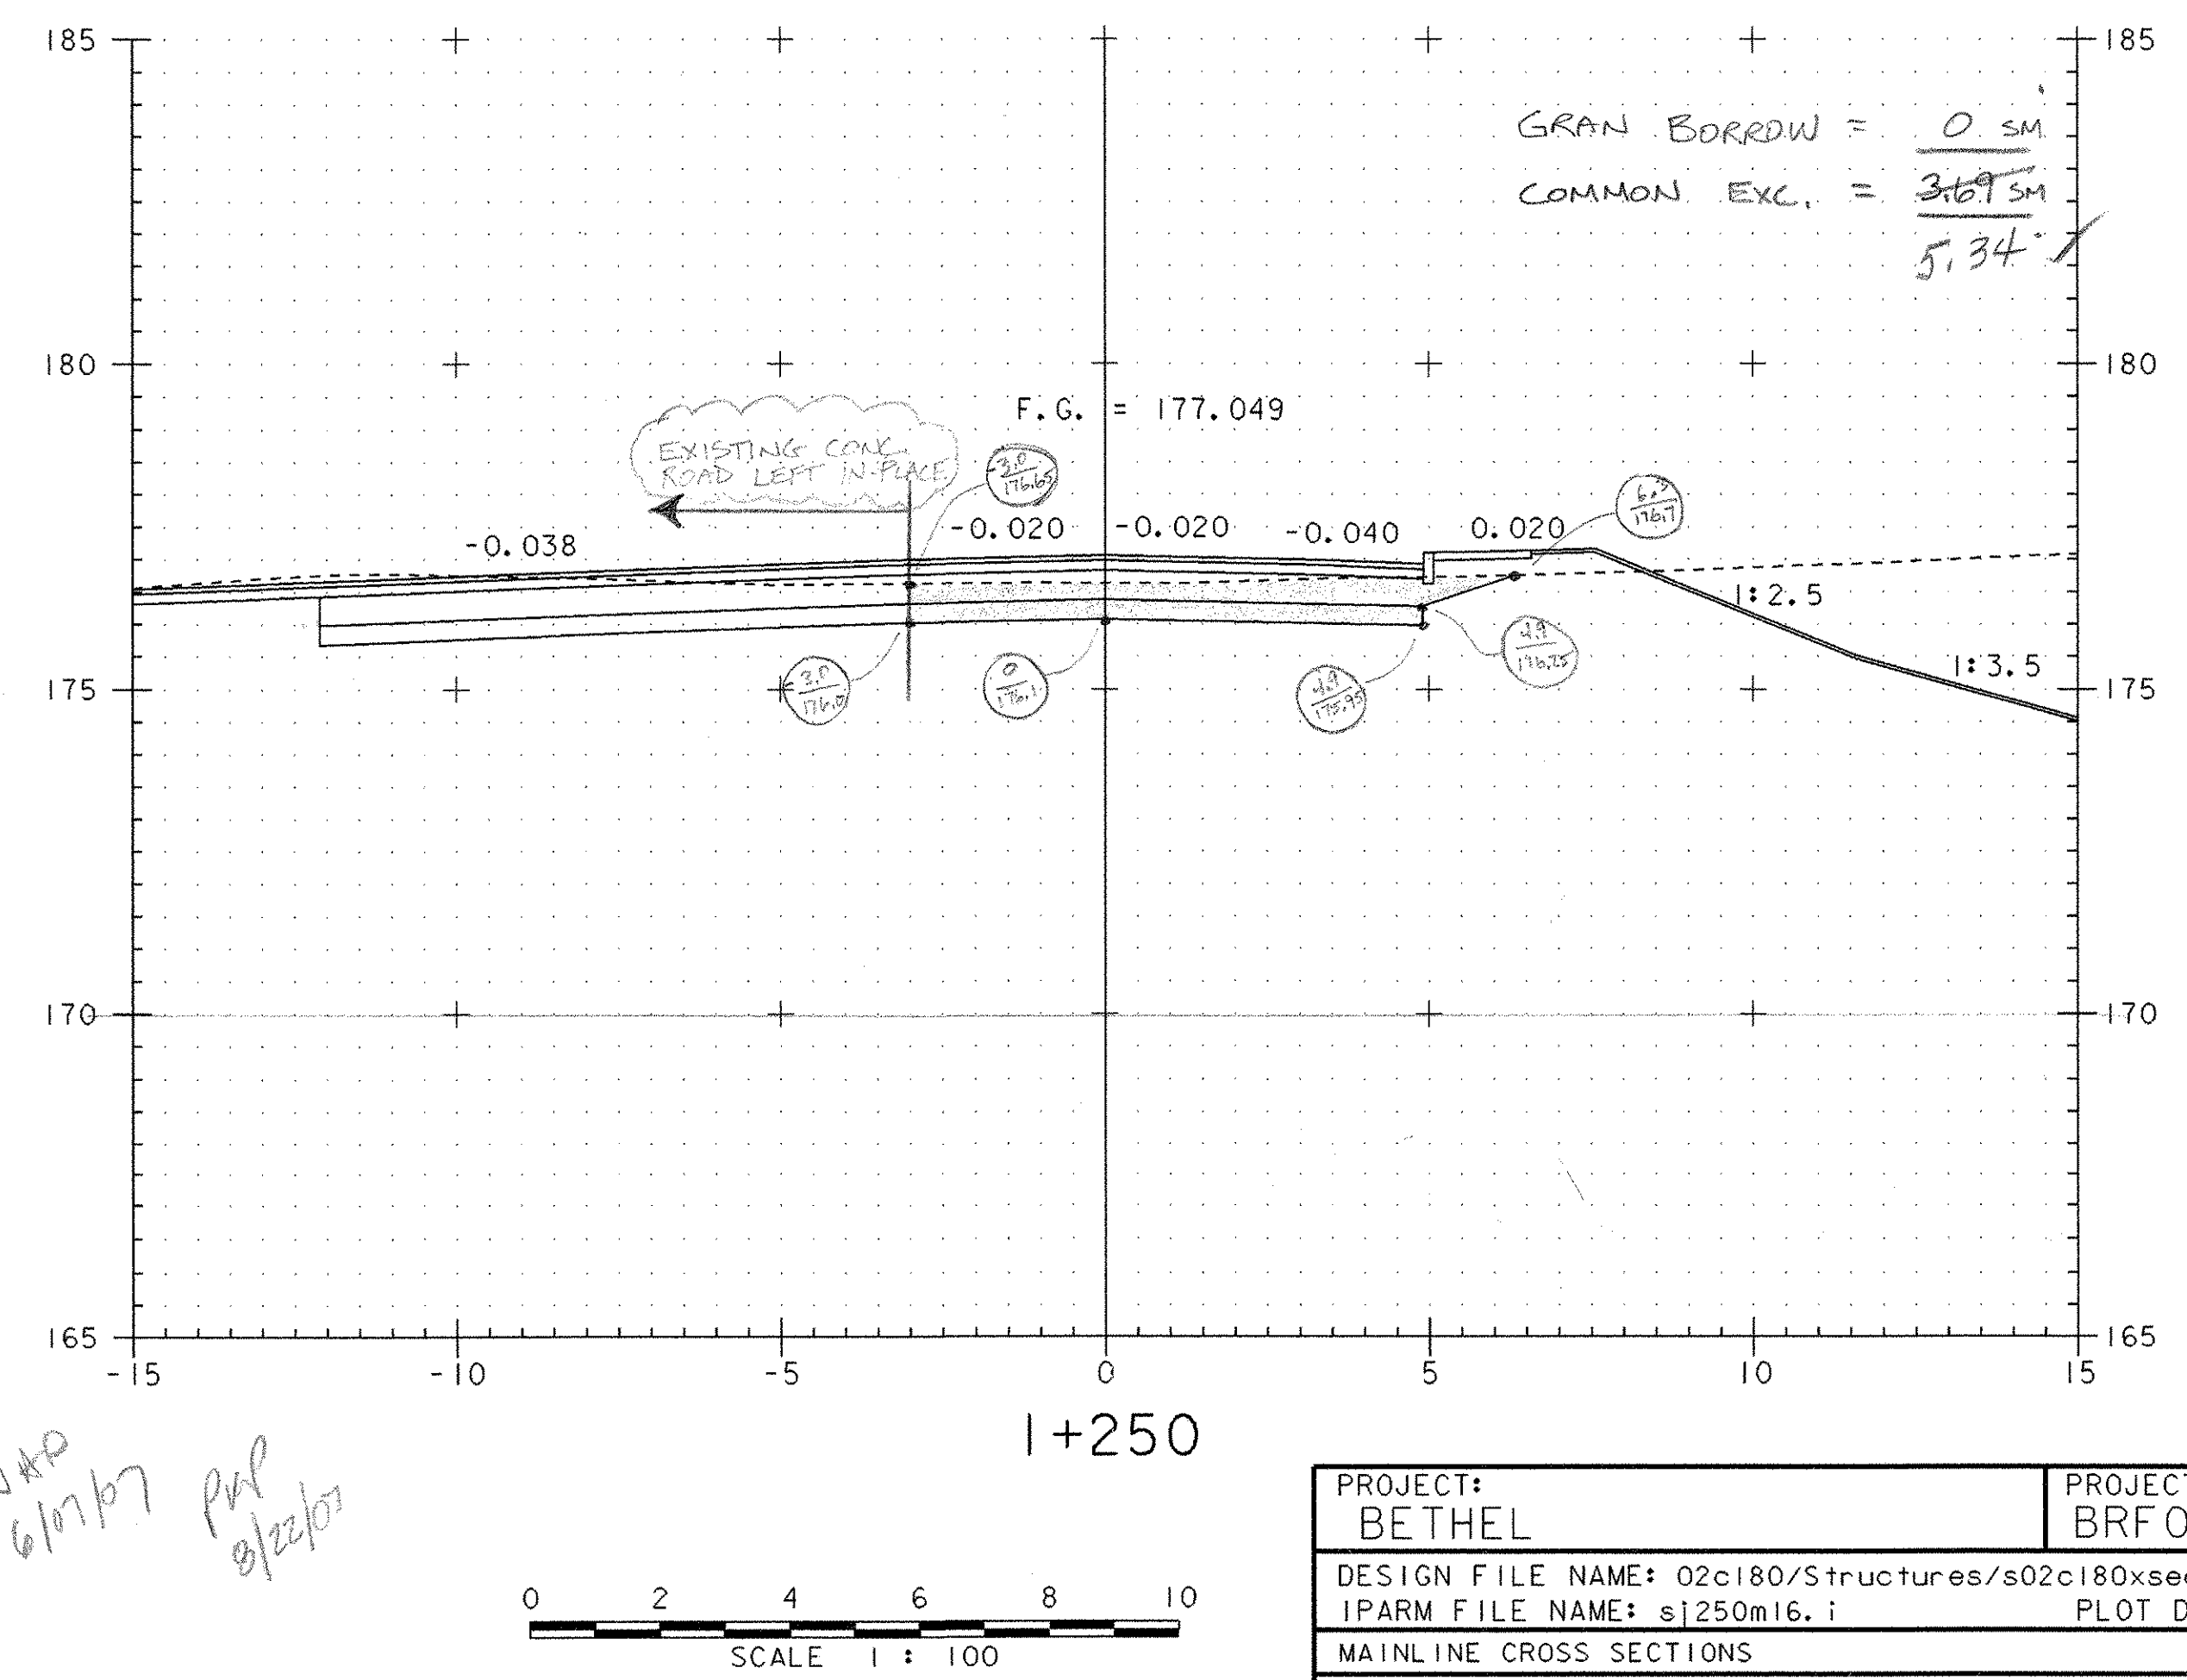 185 185
GRAN BORROW = 0 SM
COMMON EXC. = 3.69 SM
5.34
180 180
F.G. = 177.049
EXISTING CONC.
ROAD LEFT IN-PLACE
-3.0
176.65
6.3
176.7
-0.038 -0.020 -0.020 -0.040 0.020
1:2.5
4.9
176.25
1:3.5
175 175
-3.0
176.0
0
176.1
4.9
175.95
170 170
165 165
-15 -10 -5 0 5 10 15
1+250
6/07/07
8/22/07
PROJECT:
BETHEL
PROJECT
BRFO
DESIGN FILE NAME: 02c180/Structures/s02c180xse
IPARM FILE NAME: sj250m16.i PLOT D
MAINLINE CROSS SECTIONS
0 2 4 6 8 10
SCALE 1 : 100